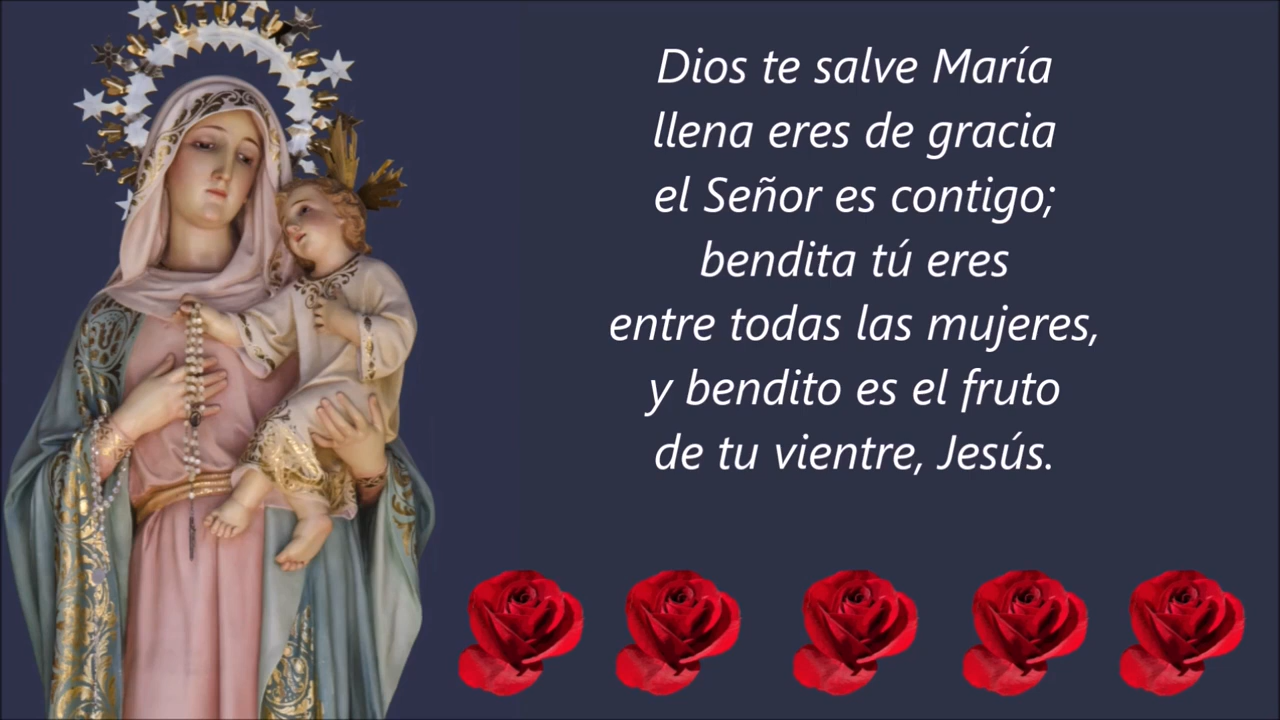 Dios te salve María
llena eres de gracia
el Señor es contigo;
bendita tú eres
entre todas las mujeres,
y bendito es el fruto
de tu vientre, Jesús.